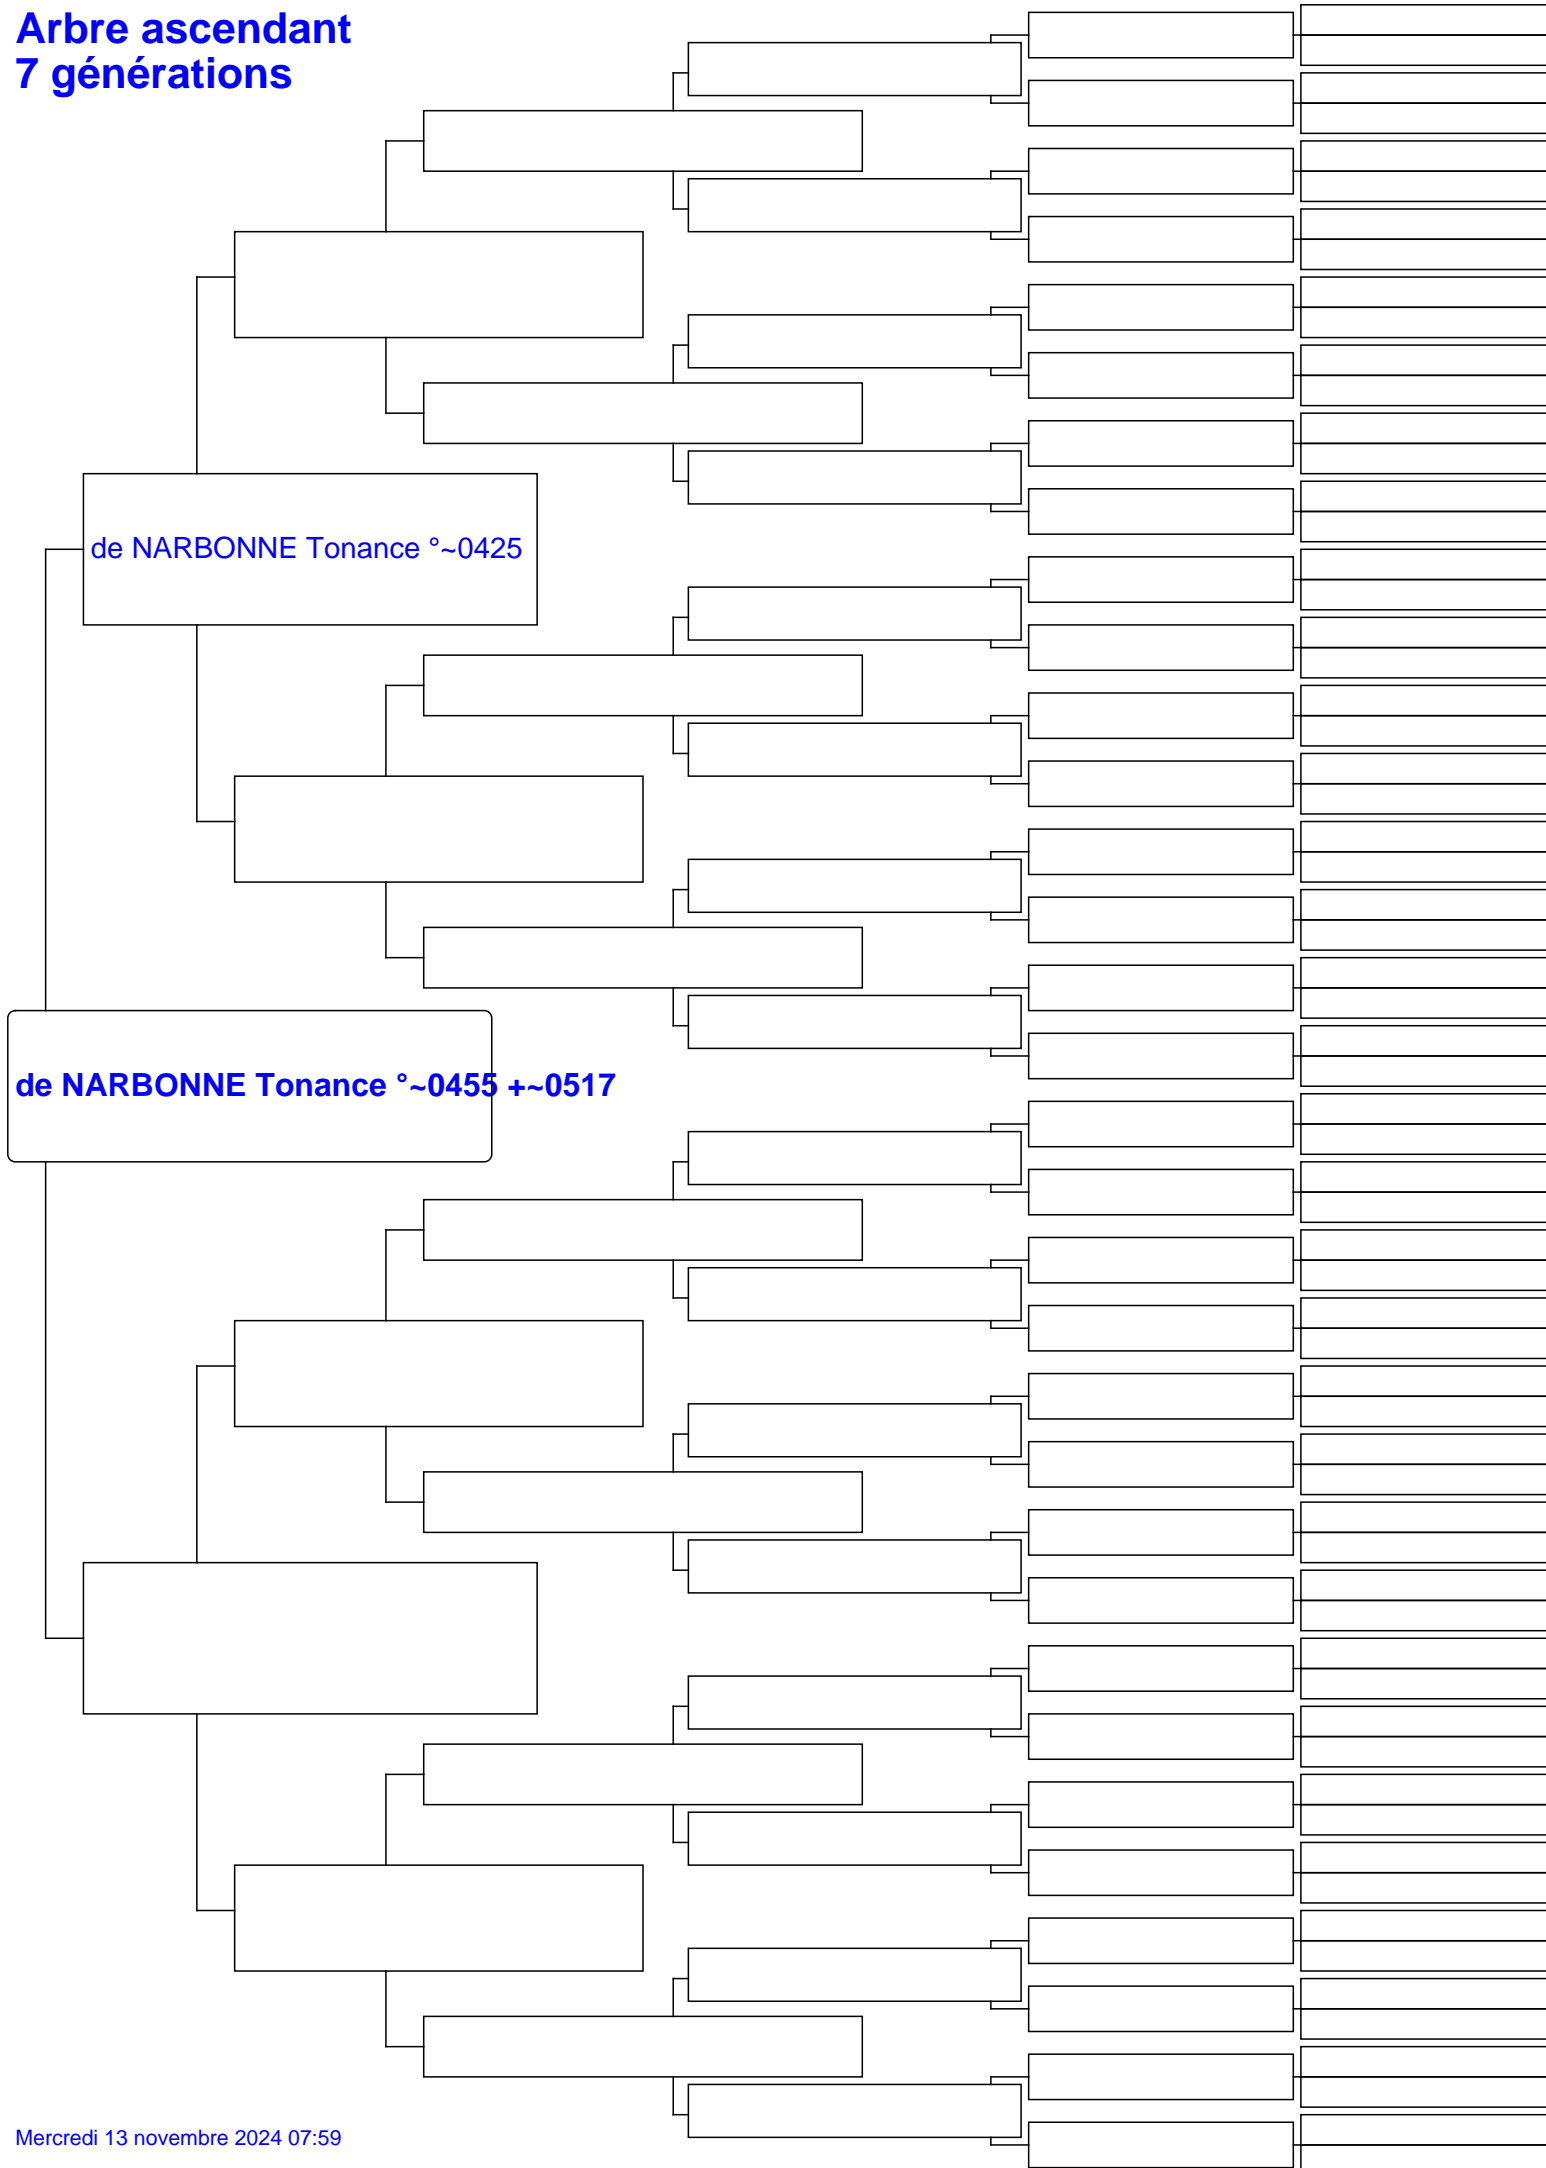 Arbre ascendant
7 générations
de NARBONNE Tonance °~0425
de NARBONNE Tonance °~0455 +~0517
Mercredi 13 novembre 2024 07:59